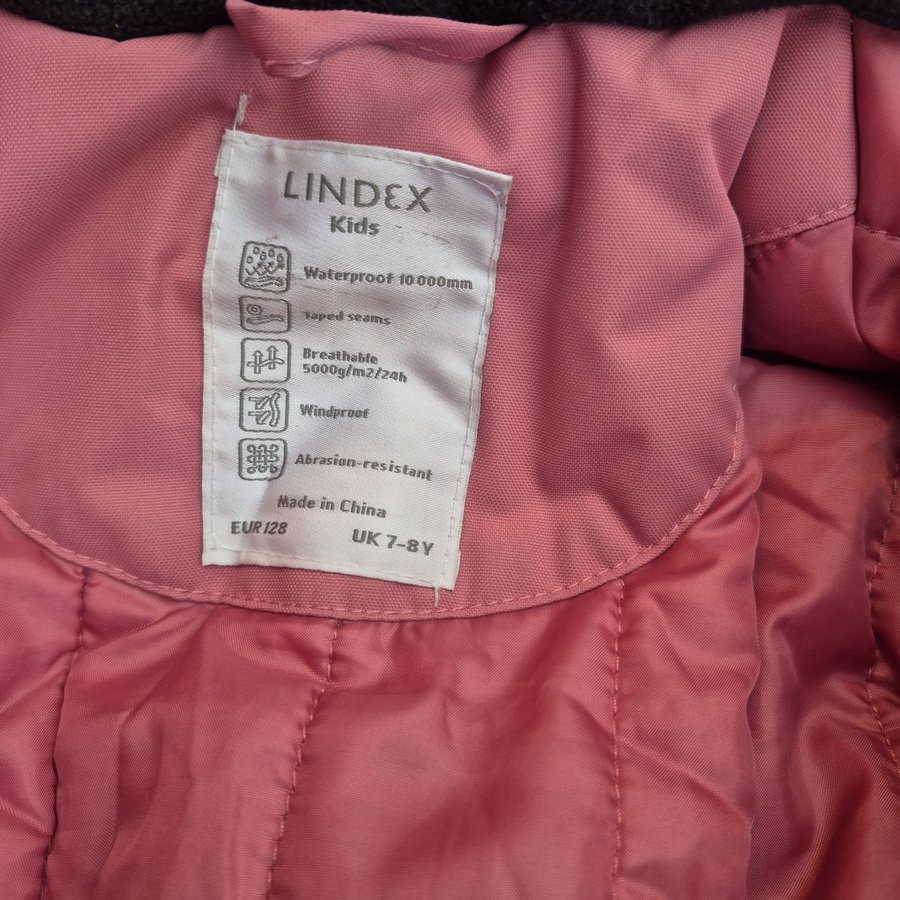 LINDEX
Kids
Waterproof 10 000mm
Taped seams
Breathable
5000g/m2/24h
Windproof
Abrasion-resistant
Made in China
EUR 128 UK 7-8 Y